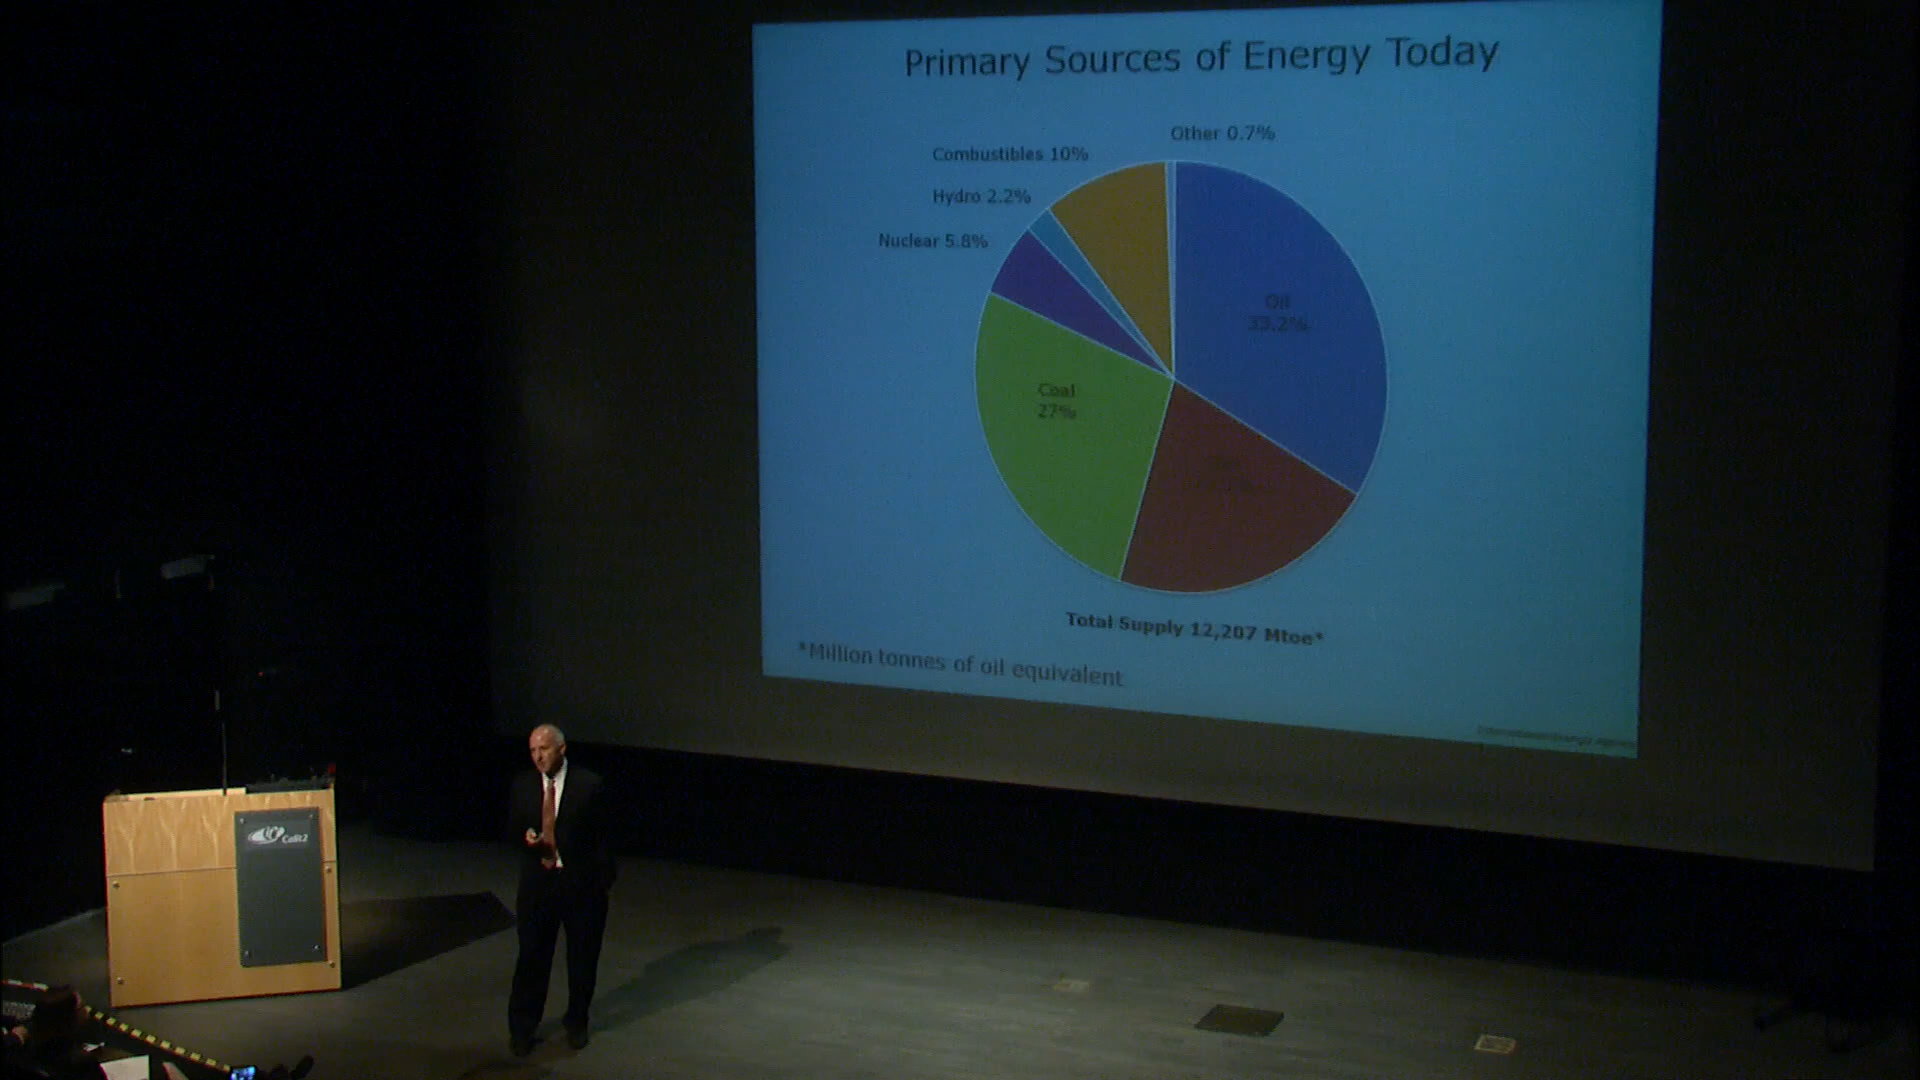 Primary Sources of Energy Today
Other 0.7%
Combustibles 10%
Hydro 2.2%
Nuclear 5.8%
Oil
33.2%
Coal
27%
Total Supply 12,207 Mtoe*
*Million tonnes of oil equivalent
Calit2